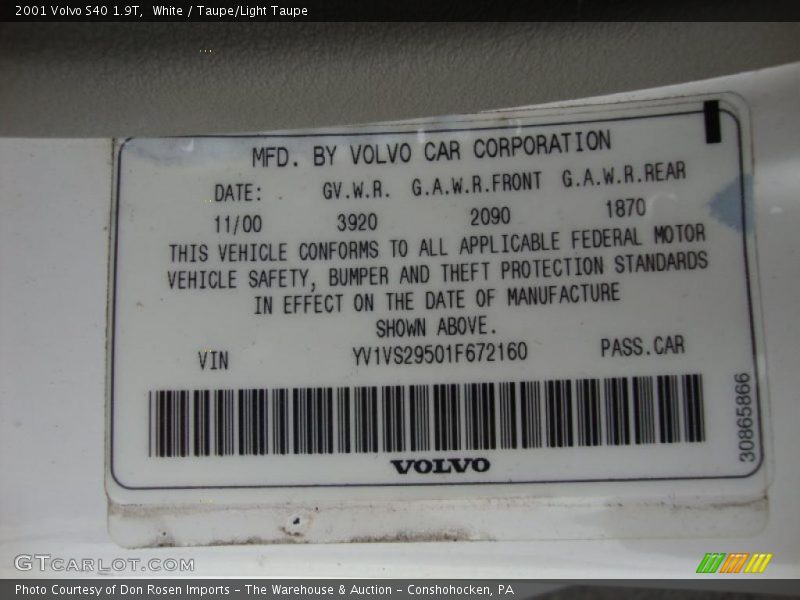 2001 Volvo S40 1.9T,  White / Taupe/Light Taupe
MFD. BY VOLVO CAR CORPORATION
DATE: GV.W.R. G.A.W.R.FRONT G.A.W.R.REAR
11/00 3920 2090 1870
THIS VEHICLE CONFORMS TO ALL APPLICABLE FEDERAL MOTOR
VEHICLE SAFETY, BUMPER AND THEFT PROTECTION STANDARDS
IN EFFECT ON THE DATE OF MANUFACTURE
SHOWN ABOVE.
VIN YV1VS29501F672160 PASS.CAR
30865866
VOLVO
GTCARLOT.COM
Photo Courtesy of Don Rosen Imports – The Warehouse & Auction – Conshohocken, PA